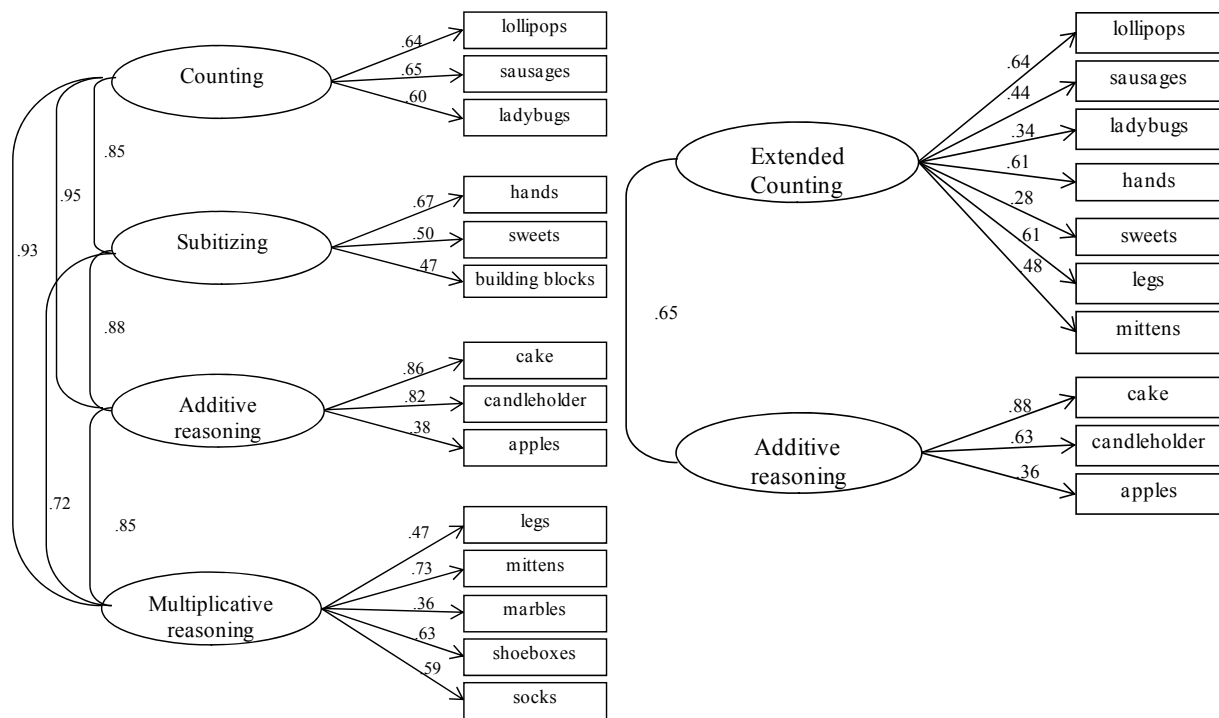 Counting
.64
lollipops
.65
sausages
.60
ladybugs
.85
.95
.93
Subitizing
.67
hands
.50
sweets
.47
building blocks
.88
.72
Additive
reasoning
.86
cake
.82
candleholder
.38
apples
.85
Multiplicative
reasoning
.47
legs
.73
mittens
.36
marbles
.63
shoeboxes
.59
socks
Extended
Counting
.64
lollipops
.44
sausages
.34
ladybugs
.61
hands
.28
sweets
.61
legs
.48
mittens
.65
Additive
reasoning
.88
cake
.63
candleholder
.36
apples